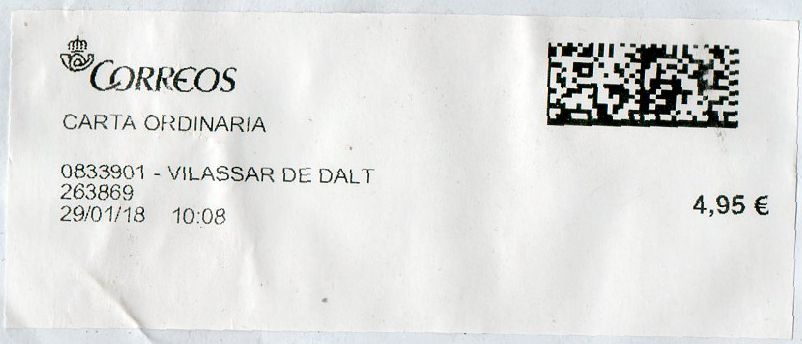 CORREOS
CARTA ORDINARIA
0833901 - VILASSAR DE DALT
263869
29/01/18 10:08
4,95 €